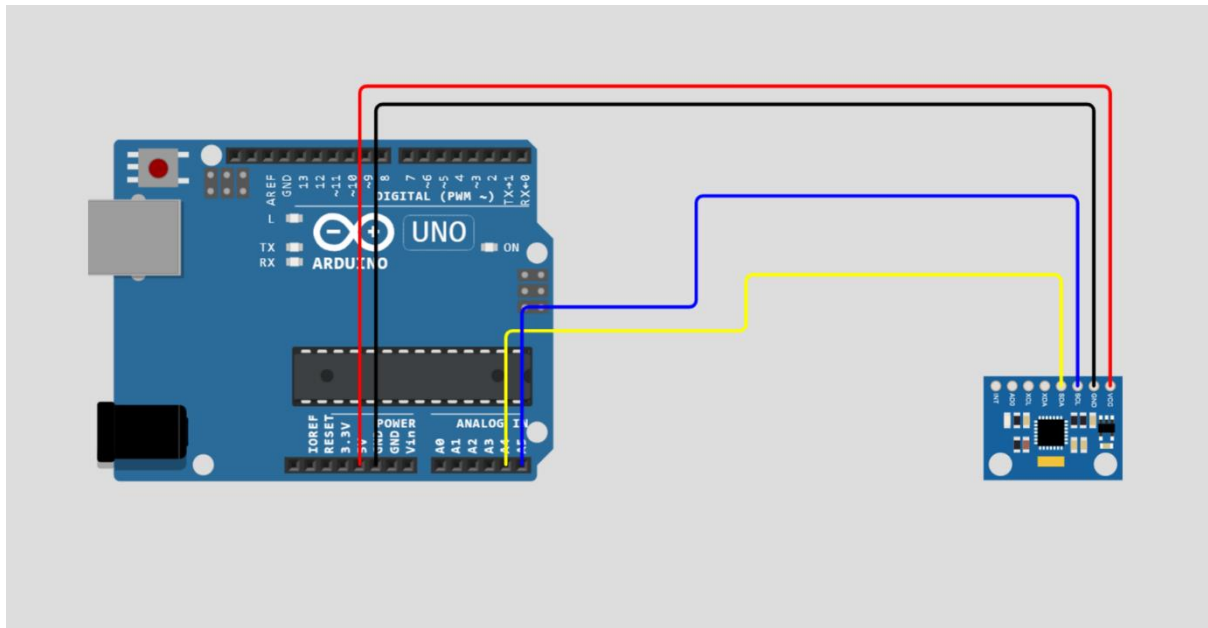 AREF
GND
13
12
~11
~10
~9
8
7
~6
~5
4
~3
2
TX→1
RX←0
DIGITAL (PWM ~)
L
UNO
TX
ON
RX
ARDUINO
IOREF
RESET
3.3V
5V
GND
GND
Vin
POWER
ANALOG IN
A0
A1
A2
A3
A4
A5
INT
AD0
XCL
XDA
SDA
SCL
GND
VCC